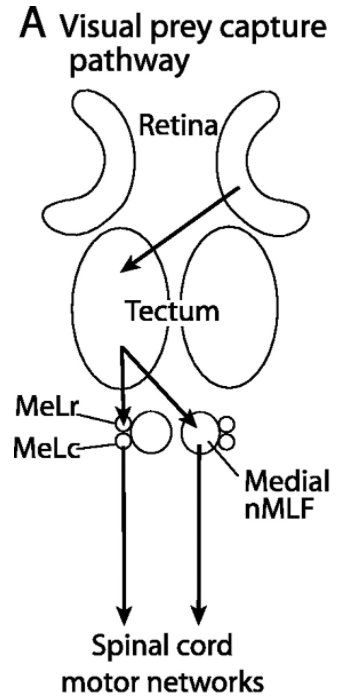 A Visual prey capture
pathway
Retina
Tectum
MeLr
MeLc
Medial
nMLF
Spinal cord
motor networks